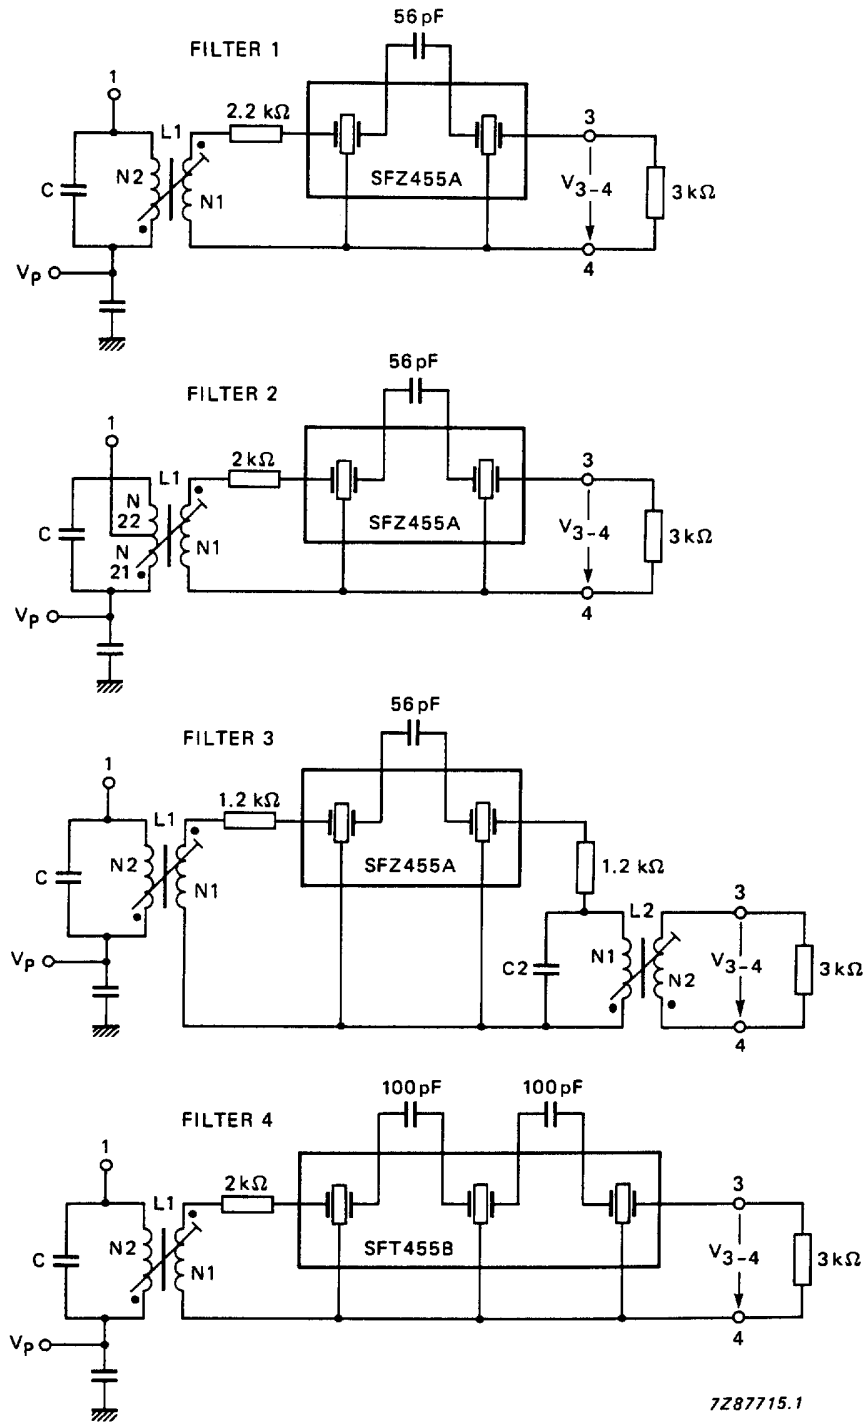 56 pF
FILTER 1
1
2.2 kΩ
L1
3
N2
C
N1
SFZ455A
V3-4
3 kΩ
Vp
4
56 pF
FILTER 2
1
2 kΩ
L1
3
N
22
C
N
21
N1
SFZ455A
V3-4
3 kΩ
Vp
4
56 pF
FILTER 3
1
1.2 kΩ
L1
N2
C
N1
SFZ455A
1.2 kΩ
L2
3
Vp
C2
N1
N2
V3-4
3 kΩ
4
100 pF
100 pF
FILTER 4
1
2 kΩ
L1
3
N2
C
N1
SFT455B
V3-4
3 kΩ
Vp
4
7Z87715.1